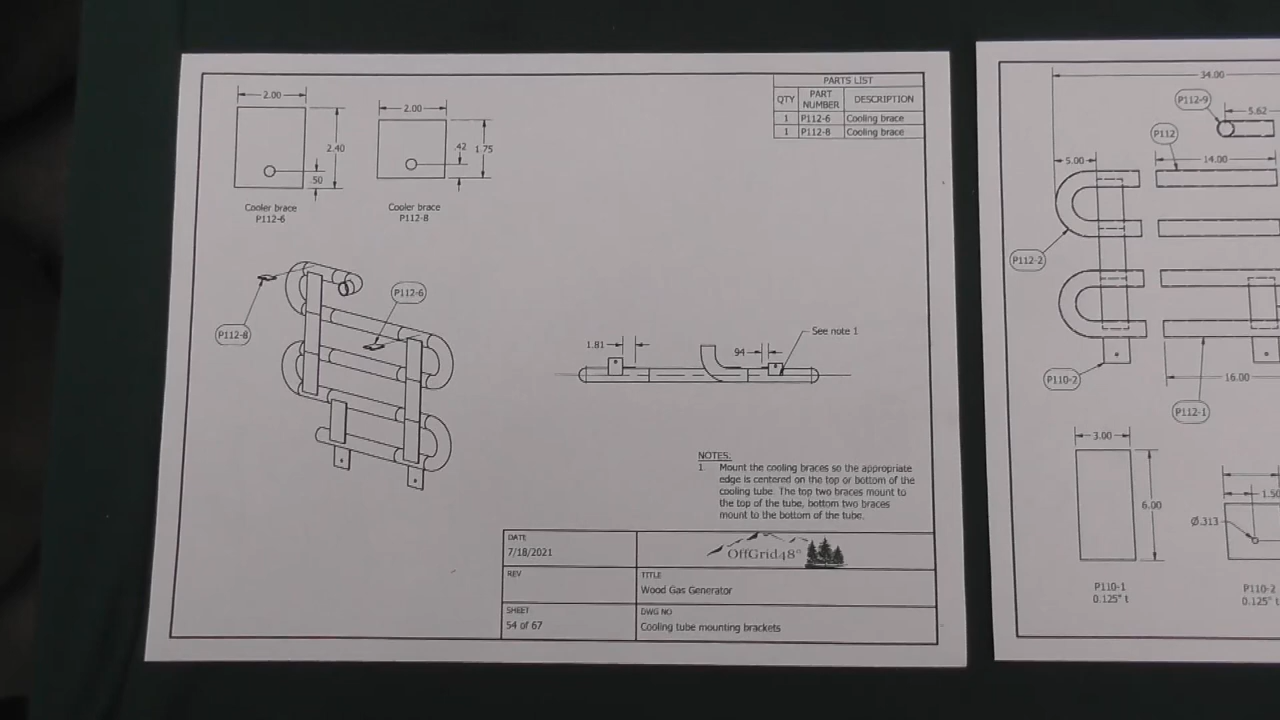 PARTS LIST
QTY PART NUMBER DESCRIPTION
1 P112-6 Cooling brace
1 P112-8 Cooling brace
2.00
2.40
.50
Cooler brace
P112-6
2.00
.42
1.75
Cooler brace
P112-8
P112-8
P112-6
1.81
.94
See note 1
NOTES:
1. Mount the cooling braces so the appropriate
edge is centered on the top or bottom of the
cooling tube. The top two braces mount to
the top of the tube, bottom two braces
mount to the bottom of the tube.
DATE
7/18/2021
OffGrid48°
REV
TITLE
Wood Gas Generator
SHEET
54 of 67
DWG NO
Cooling tube mounting brackets
34.00
P112-9
5.62
P112
5.00
14.00
P112-2
P110-2
16.00
P112-1
3.00
6.00
P110-1
0.125" t
1.50
Ø.313
P110-2
0.125" t